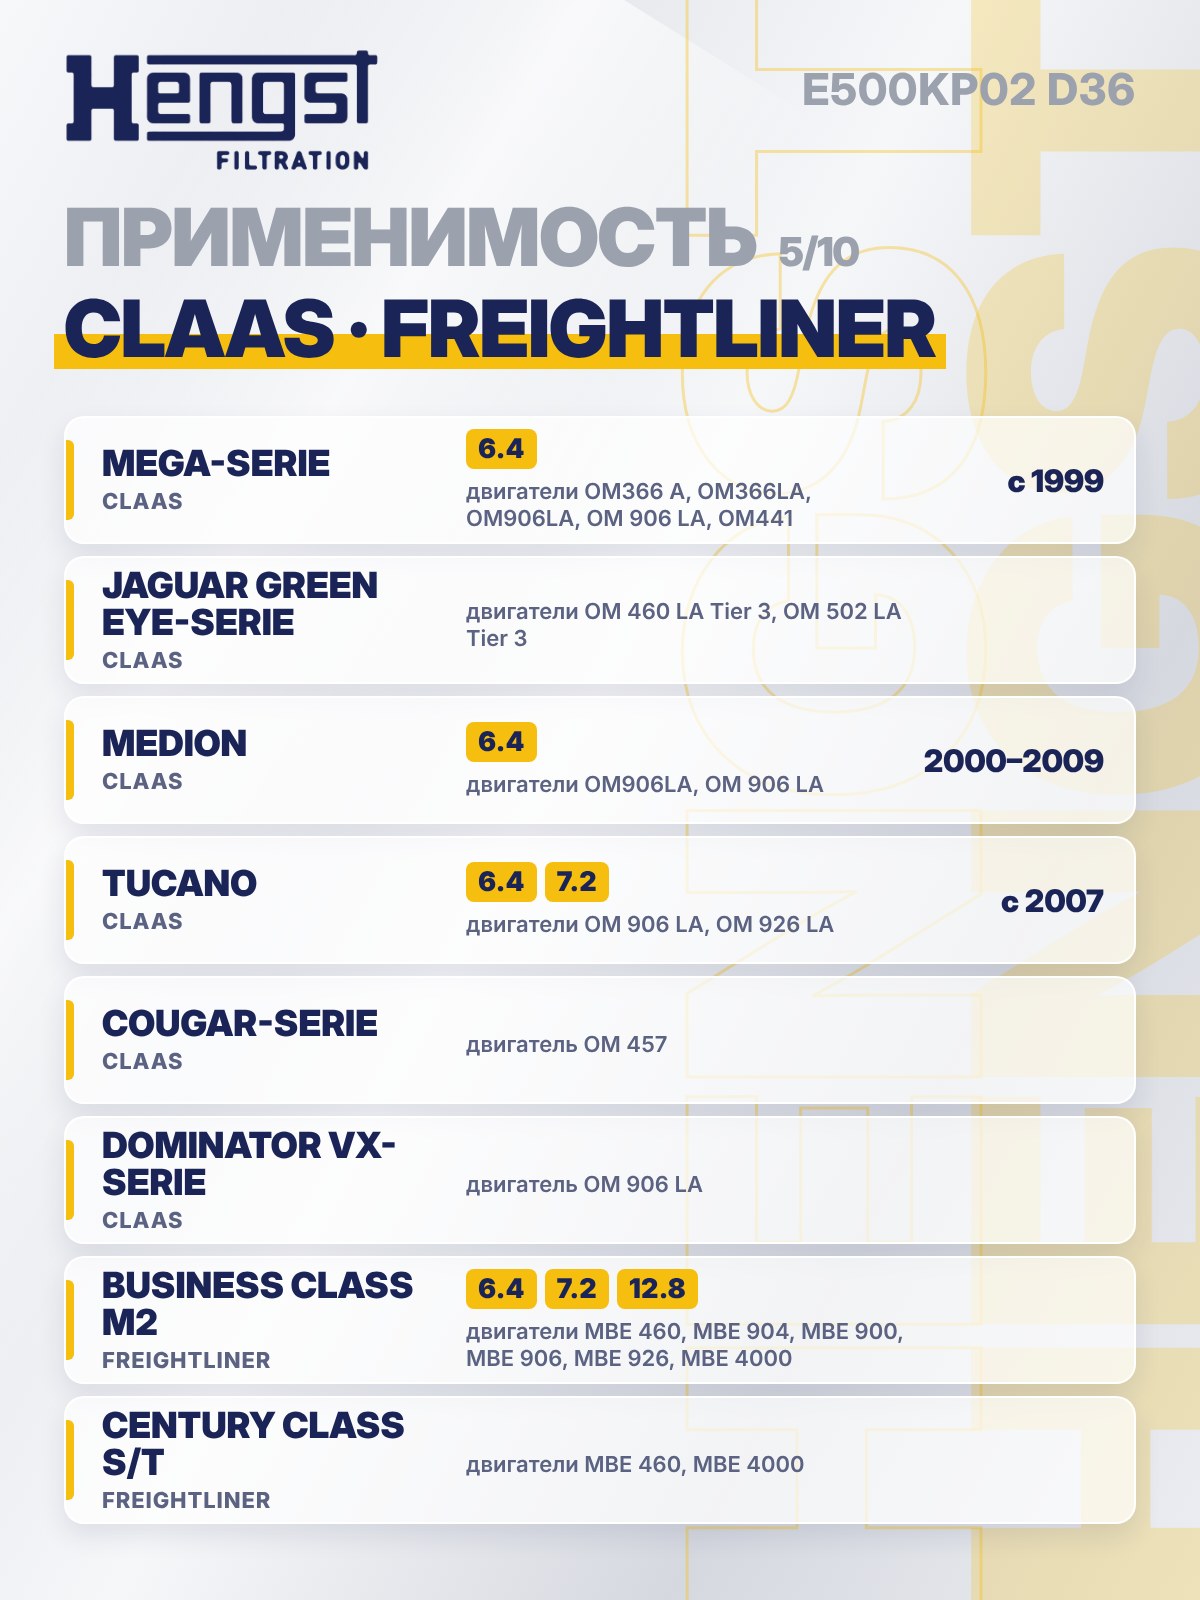 Hengst
FILTRATION
E500KP02 D36
ПРИМЕНИМОСТЬ 5/10
CLAAS · FREIGHTLINER
MEGA-SERIE
CLAAS
6.4
двигатели OM366 A, OM366LA,
OM906LA, OM 906 LA, OM441
с 1999
JAGUAR GREEN
EYE-SERIE
CLAAS
двигатели OM 460 LA Tier 3, OM 502 LA
Tier 3
MEDION
CLAAS
6.4
двигатели OM906LA, OM 906 LA
2000–2009
TUCANO
CLAAS
6.4 7.2
двигатели OM 906 LA, OM 926 LA
с 2007
COUGAR-SERIE
CLAAS
двигатель OM 457
DOMINATOR VX-
SERIE
CLAAS
двигатель OM 906 LA
BUSINESS CLASS
M2
FREIGHTLINER
6.4 7.2 12.8
двигатели MBE 460, MBE 904, MBE 900,
MBE 906, MBE 926, MBE 4000
CENTURY CLASS
S/T
FREIGHTLINER
двигатели MBE 460, MBE 4000
HENGST
HENGST